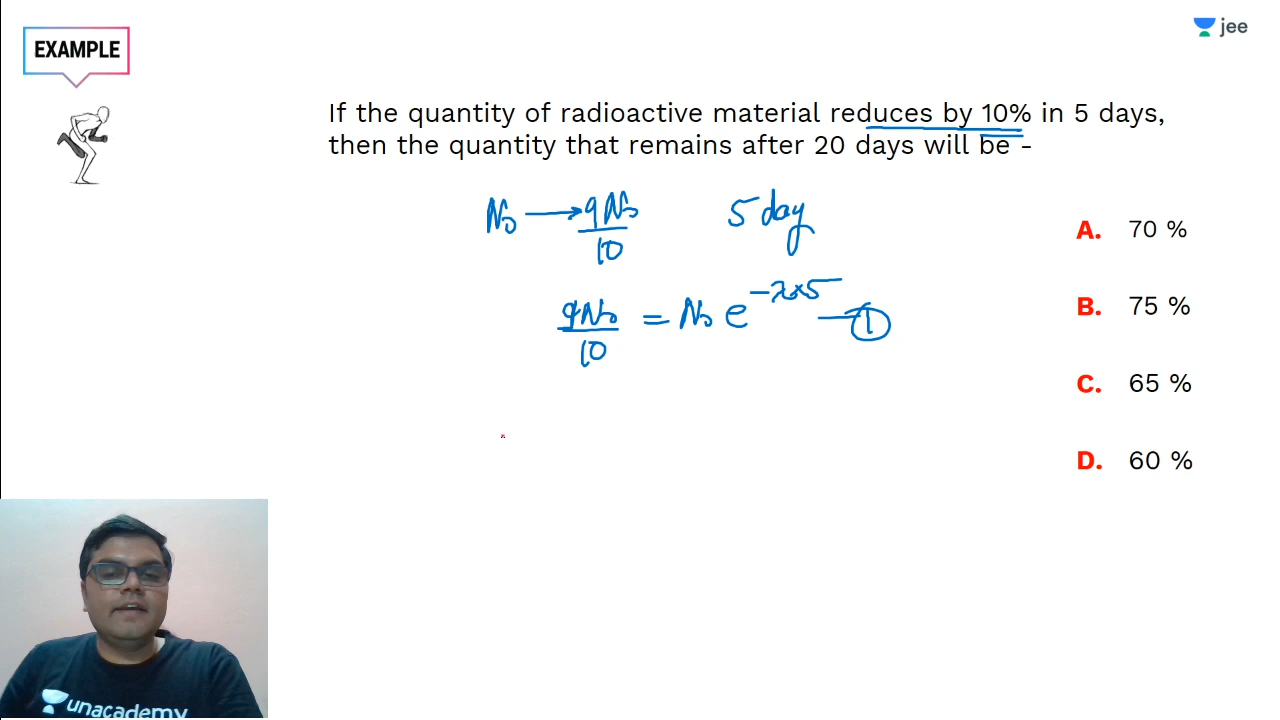 EXAMPLE
jee
If the quantity of radioactive material reduces by 10% in 5 days,
then the quantity that remains after 20 days will be -
N₀ → 9N₀/10 5 day
9N₀/10 = N₀ e^(-λ×5) — ①
A. 70 %
B. 75 %
C. 65 %
D. 60 %
unacademy